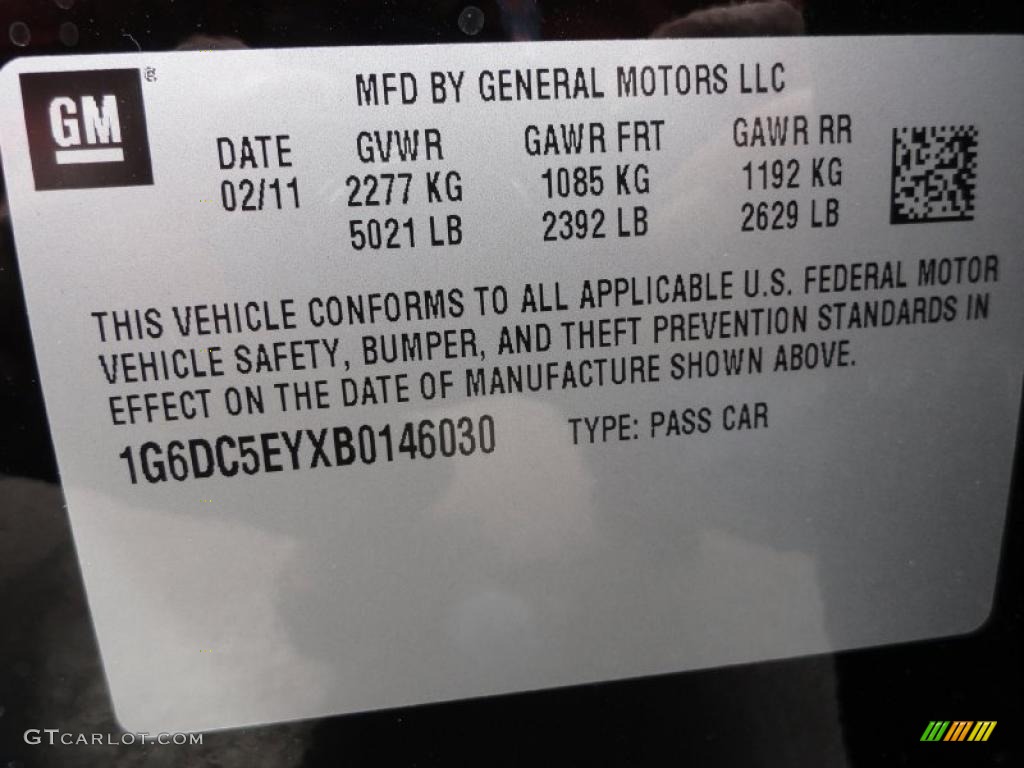 GM
MFD BY GENERAL MOTORS LLC
DATE GVWR GAWR FRT GAWR RR
02/11 2277 KG 1085 KG 1192 KG
5021 LB 2392 LB 2629 LB
THIS VEHICLE CONFORMS TO ALL APPLICABLE U.S. FEDERAL MOTOR
VEHICLE SAFETY, BUMPER, AND THEFT PREVENTION STANDARDS IN
EFFECT ON THE DATE OF MANUFACTURE SHOWN ABOVE.
1G6DC5EYXB0146030 TYPE: PASS CAR
GTCARLOT.COM